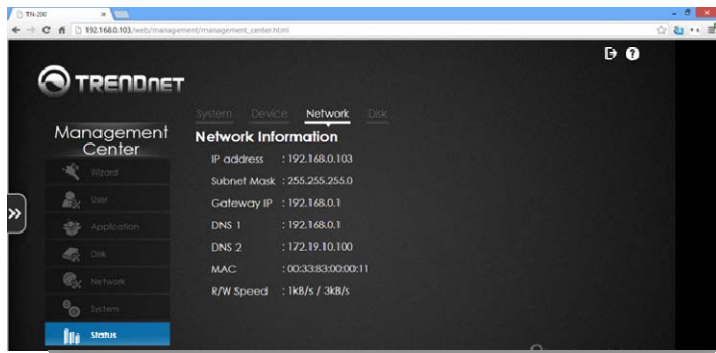 TN-200
192.168.0.103/web/management/management_center.html
TRENDNET
System Device Network Disk
Management
Center
Network Information
IP address : 192.168.0.103
Subnet Mask : 255.255.255.0
Gateway IP : 192.168.0.1
DNS 1 : 192.168.0.1
DNS 2 : 172.19.10.100
MAC : 00:33:83:00:00:11
R/W Speed : 1kB/s / 3kB/s
Wizard
User
Application
Disk
Network
System
Status